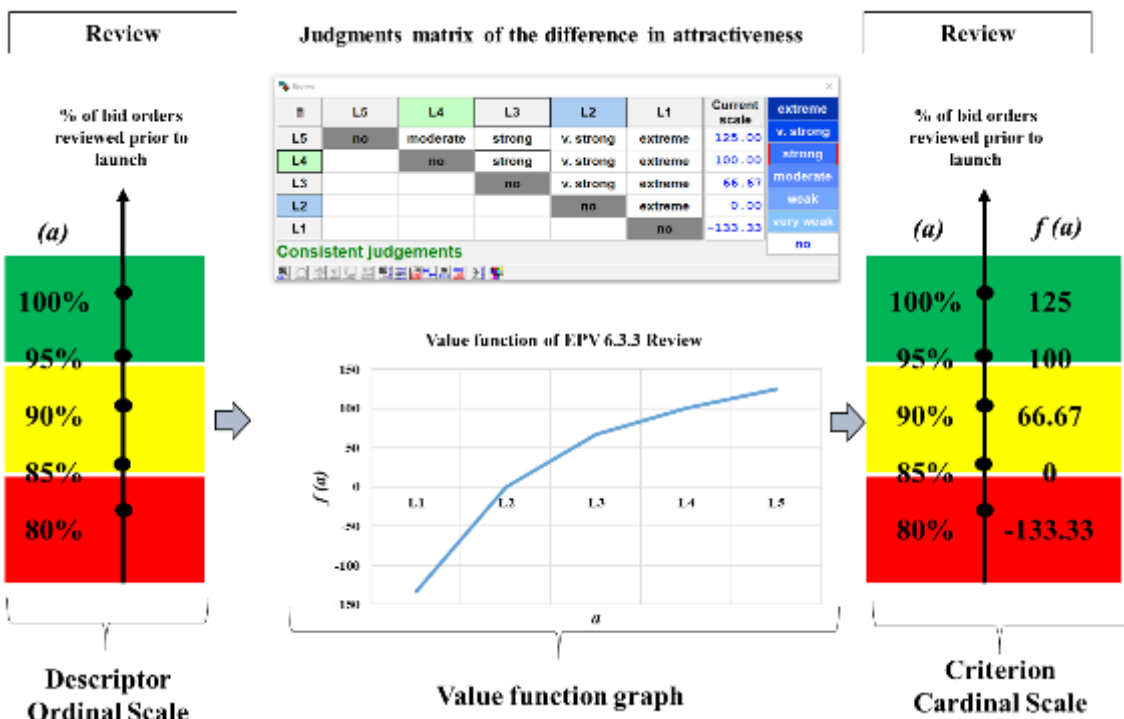 Review
% of bid orders
reviewed prior to
launch
(a)
100%
95%
90%
85%
80%
Descriptor
Ordinal Scale
Judgments matrix of the difference in attractiveness
Review
L5 L4 L3 L2 L1 Current scale
L5 no moderate strong v. strong extreme 125.00
L4 no strong v. strong extreme 100.00
L3 no v. strong extreme 66.67
L2 no extreme 0.00
L1 no -133.33
extreme
v. strong
strong
moderate
weak
very weak
no
Consistent judgements
Value function of EPV 6.3.3 Review
150
100
50
0
-50
-100
150
f (a)
L1 L2 L3 L4 L5
a
Value function graph
Review
% of bid orders
reviewed prior to
launch
(a) f (a)
100% 125
95% 100
90% 66.67
85% 0
80% -133.33
Criterion
Cardinal Scale